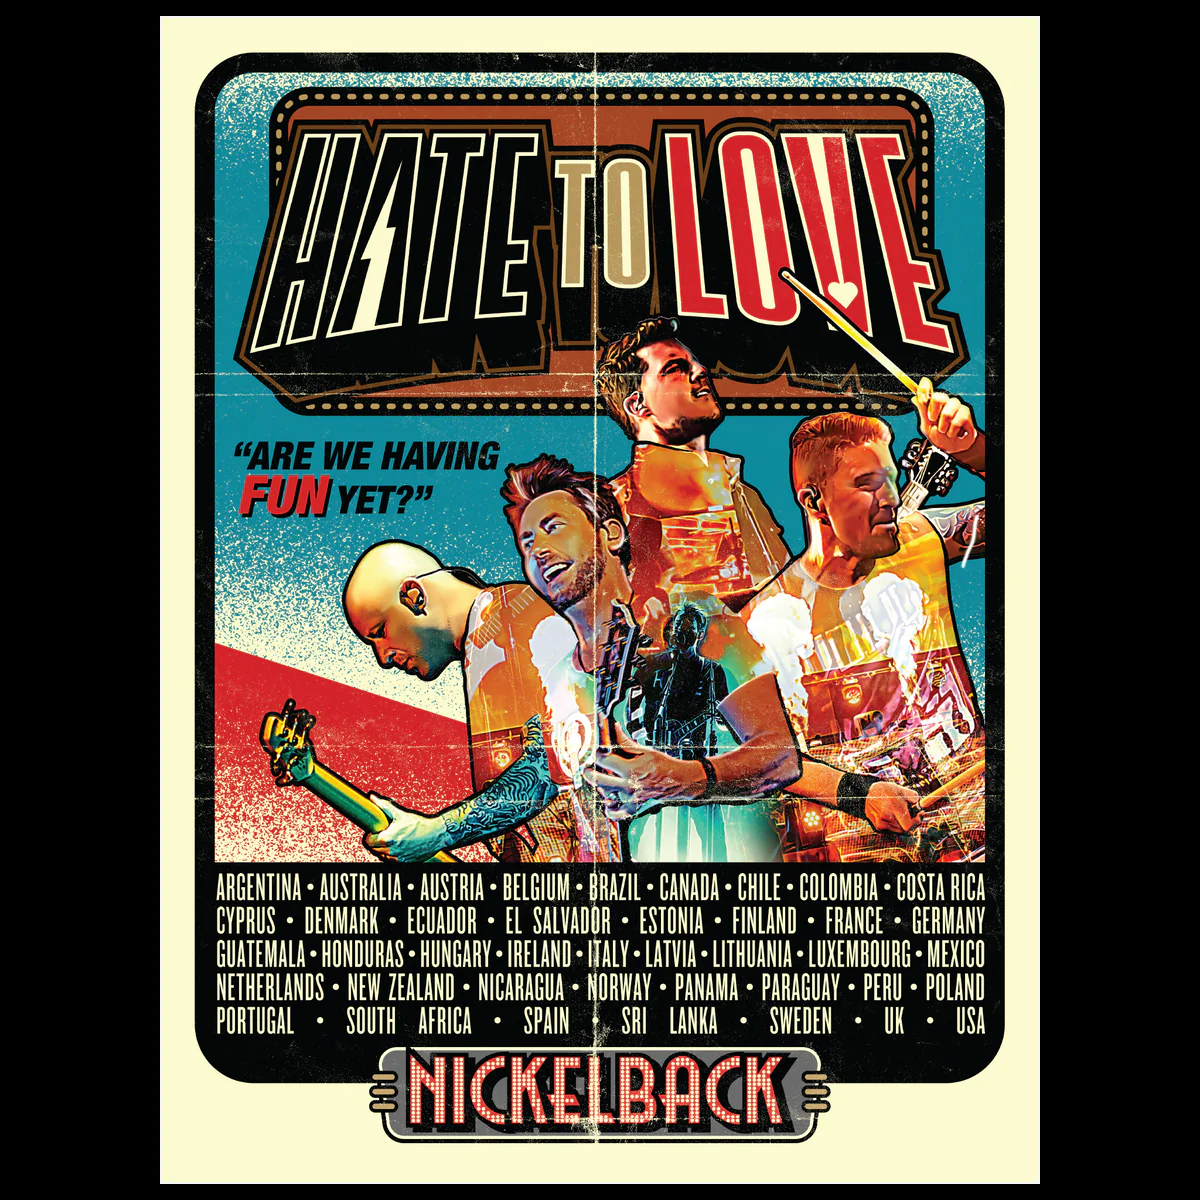 HATE TO LOVE
“ARE WE HAVING
FUN YET?”
ARGENTINA • AUSTRALIA • AUSTRIA • BELGIUM • BRAZIL • CANADA • CHILE • COLOMBIA • COSTA RICA
CYPRUS • DENMARK • ECUADOR • EL SALVADOR • ESTONIA • FINLAND • FRANCE • GERMANY
GUATEMALA • HONDURAS • HUNGARY • IRELAND • ITALY • LATVIA • LITHUANIA • LUXEMBOURG • MEXICO
NETHERLANDS • NEW ZEALAND • NICARAGUA • NORWAY • PANAMA • PARAGUAY • PERU • POLAND
PORTUGAL • SOUTH AFRICA • SPAIN • SRI LANKA • SWEDEN • UK • USA
NICKELBACK